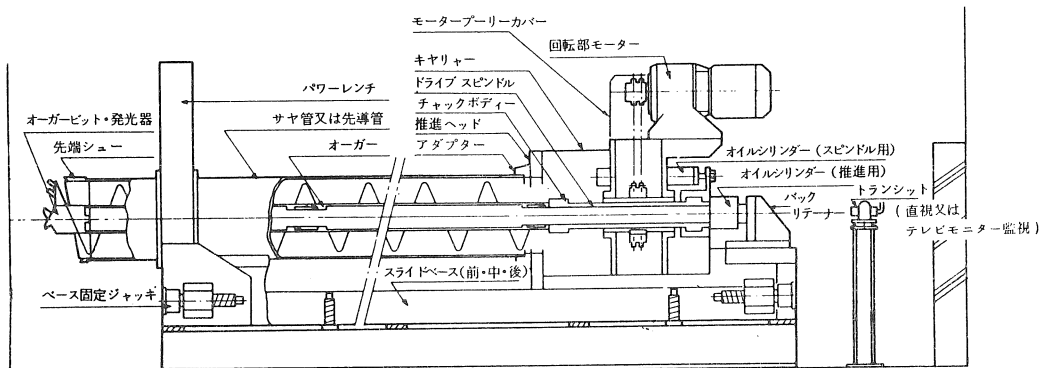 モータープーリーカバー
回転部モーター
キヤリャー
ドライブ スピンドル
パワーレンチ
チャックボディー
オーガービット・発光器
サヤ管又は先導管
推進ヘッド
先端シュー
オーガー
アダプター
オイルシリンダー(スピンドル用)
オイルシリンダー(推進用)
バック
リテーナー
トランシット
(直視又は
テレビモニター監視)
スライドベース(前・中・後)
ベース固定ジャッキ